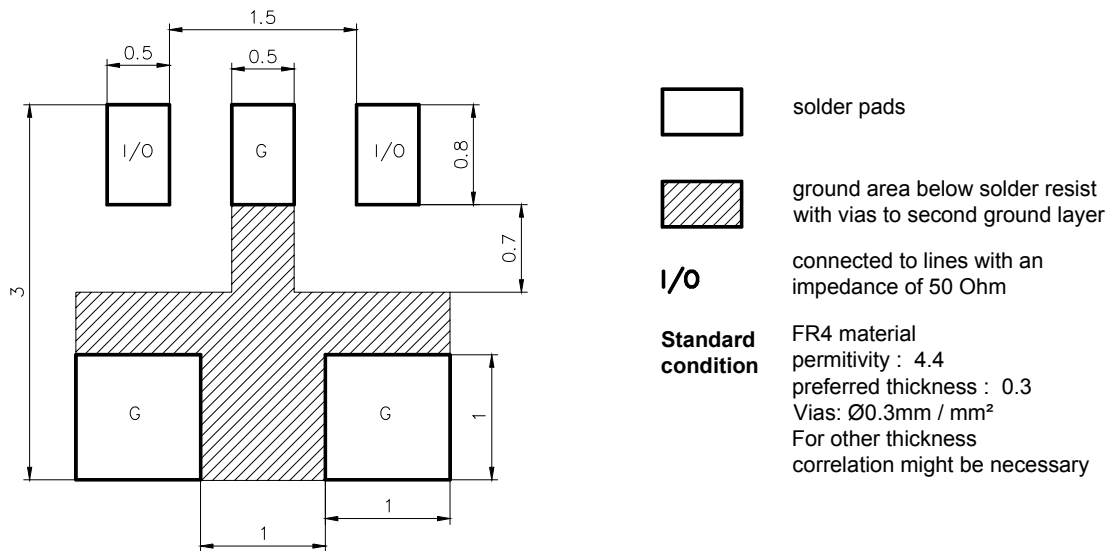 1.5
0.5
0.5
I/O
G
I/O
0.8
0.7
3
G
G
1
1
1
solder pads
ground area below solder resist
with vias to second ground layer
I/O
connected to lines with an
impedance of 50 Ohm
Standard
condition
FR4 material
permitivity : 4.4
preferred thickness : 0.3
Vias: Ø0.3mm / mm²
For other thickness
correlation might be necessary